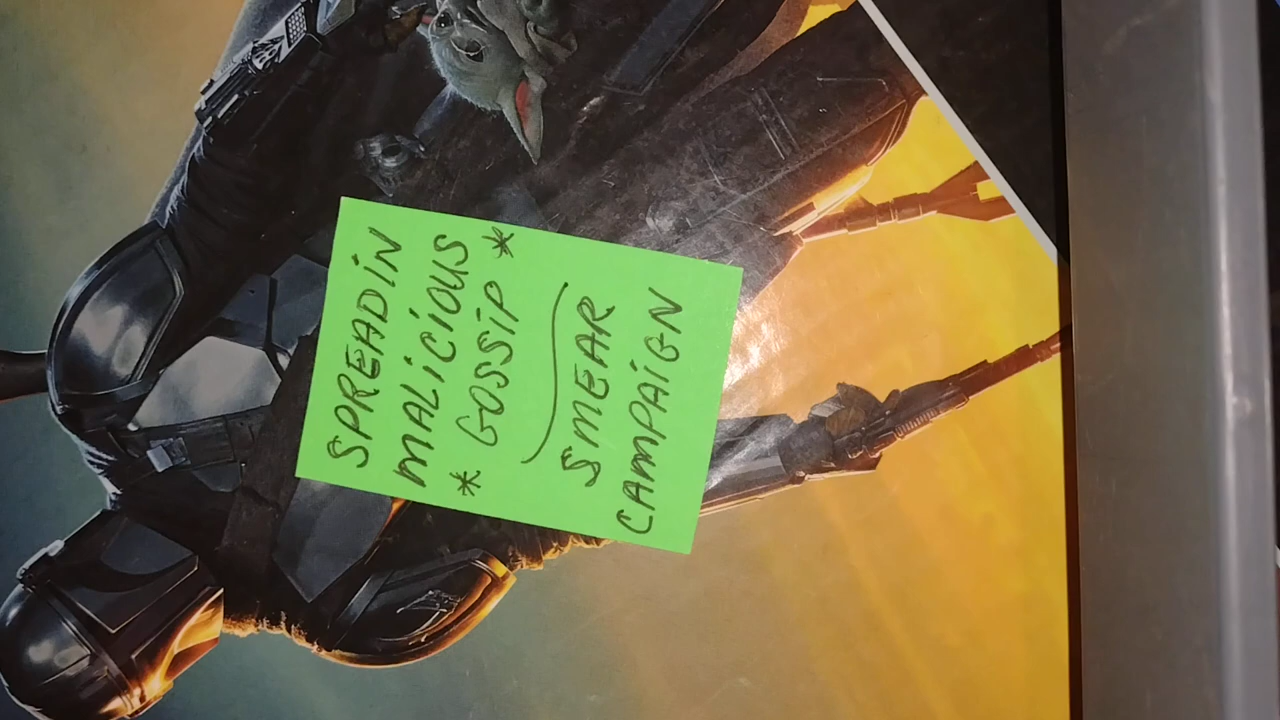 SPREADIN
MALICIOUS
* GOSSIP *
SMEAR
CAMPAIGN